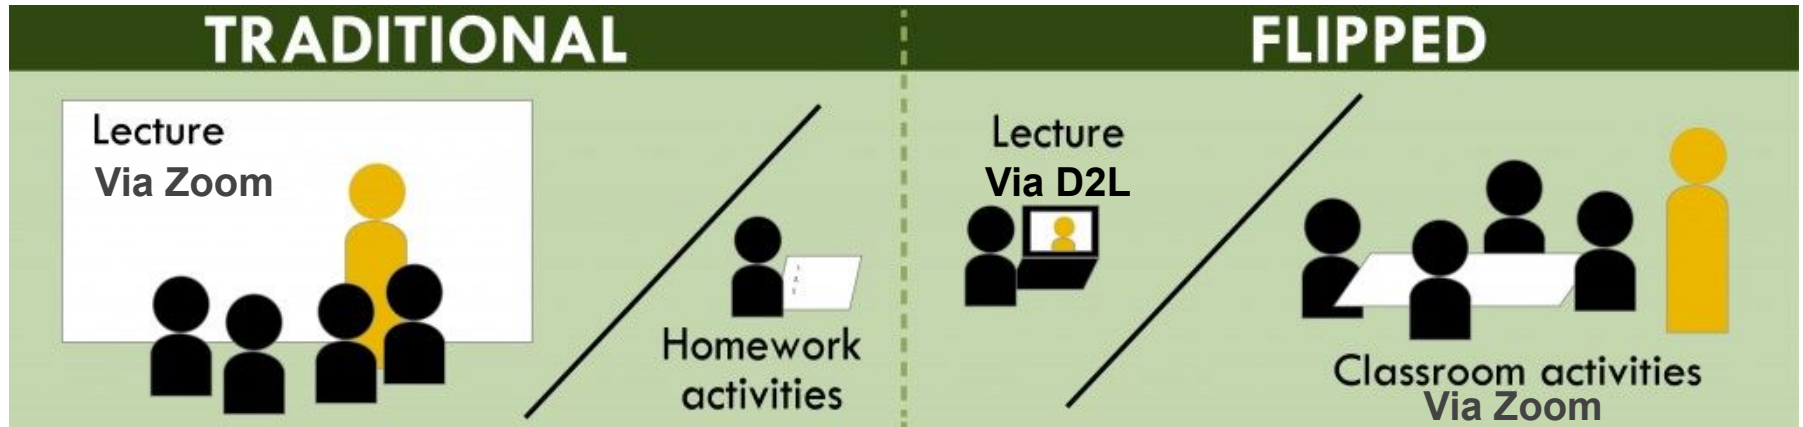 TRADITIONAL
Lecture
Via Zoom
Homework
activities
FLIPPED
Lecture
Via D2L
Classroom activities
Via Zoom